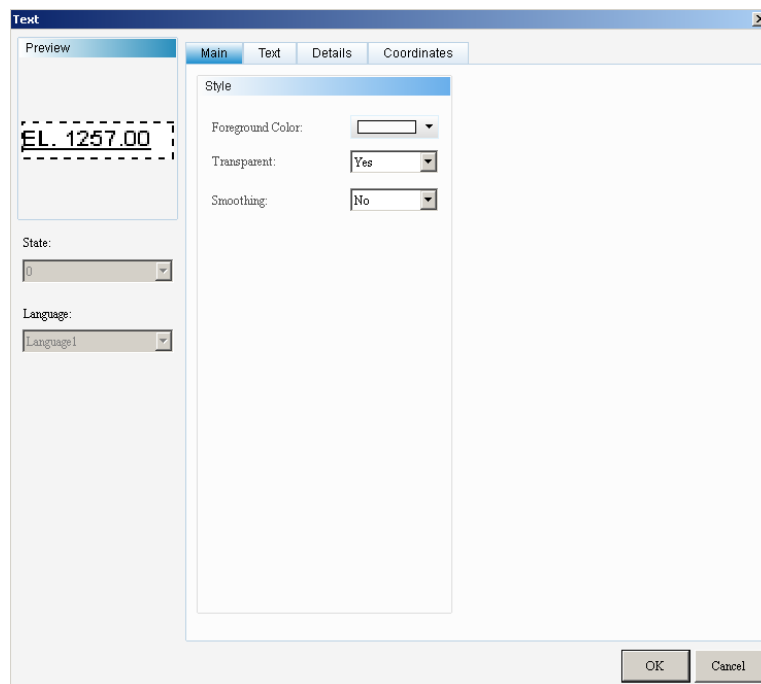 Text
Preview
EL. 1257.00
State:
0
Language:
Language1
Main Text Details Coordinates
Style
Foreground Color:
Transparent: Yes
Smoothing: No
OK Cancel